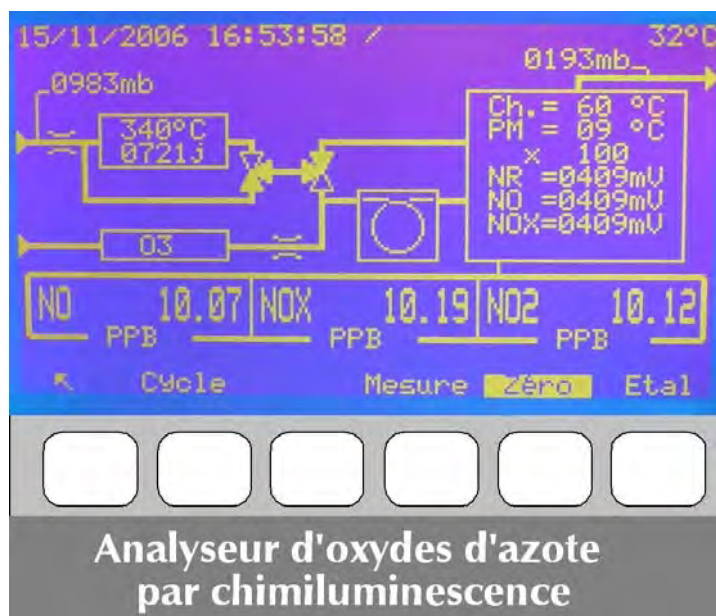 15/11/2006 16:53:58 / 32°C
0193mb
0983mb
Ch.= 60 °C
340°C
PM = 09 °C
0721j
x 100
NR =0409mV
NO =0409mV
NOX=0409mV
O3
NO 10.07 NOX 10.19 NO2 10.12
PPB PPB PPB
Cycle Mesure Zéro Etal
Analyseur d'oxydes d'azote
par chimiluminescence